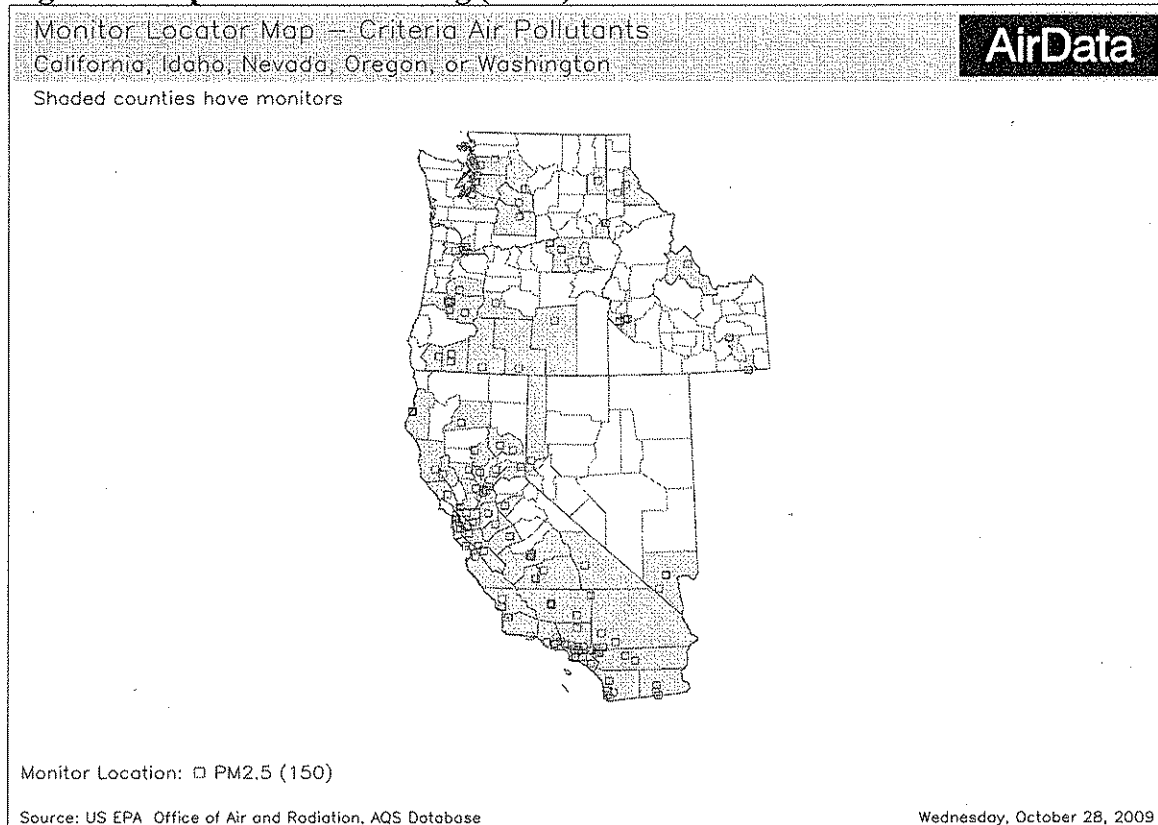 Monitor Locator Map — Criteria Air Pollutants
California, Idaho, Nevada, Oregon, or Washington
AirData
Shaded counties have monitors
Monitor Location: □ PM2.5 (150)
Source: US EPA Office of Air and Radiation, AQS Database
Wednesday, October 28, 2009